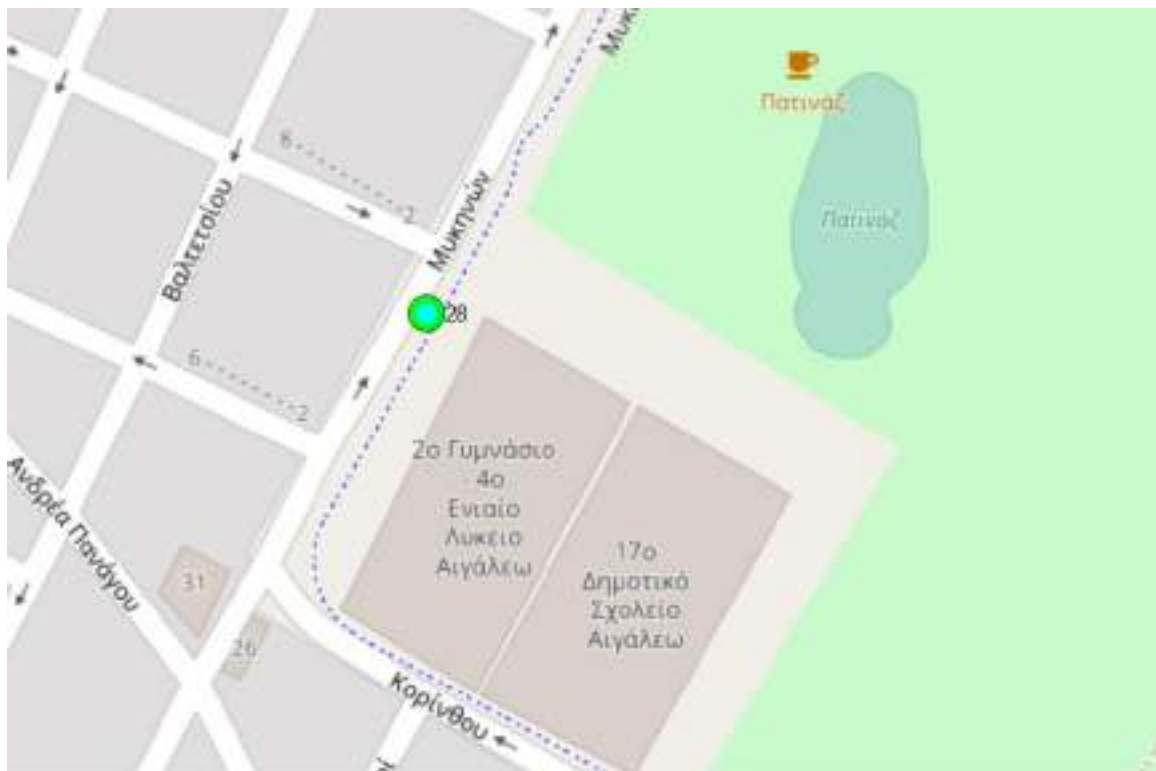 Μυκ
Πατινάζ
6
2
Μυκηνών
Βαλτετσίου
Πατινάζ
28
6
2
2ο Γυμνάσιο
- 4ο
Ενιαίο
Λυκειο
Αιγάλεω
Ανδρέα Πανάγου
17ο
Δημοτικό
Σχολείο
Αιγάλεω
31
26
Κορίνθου